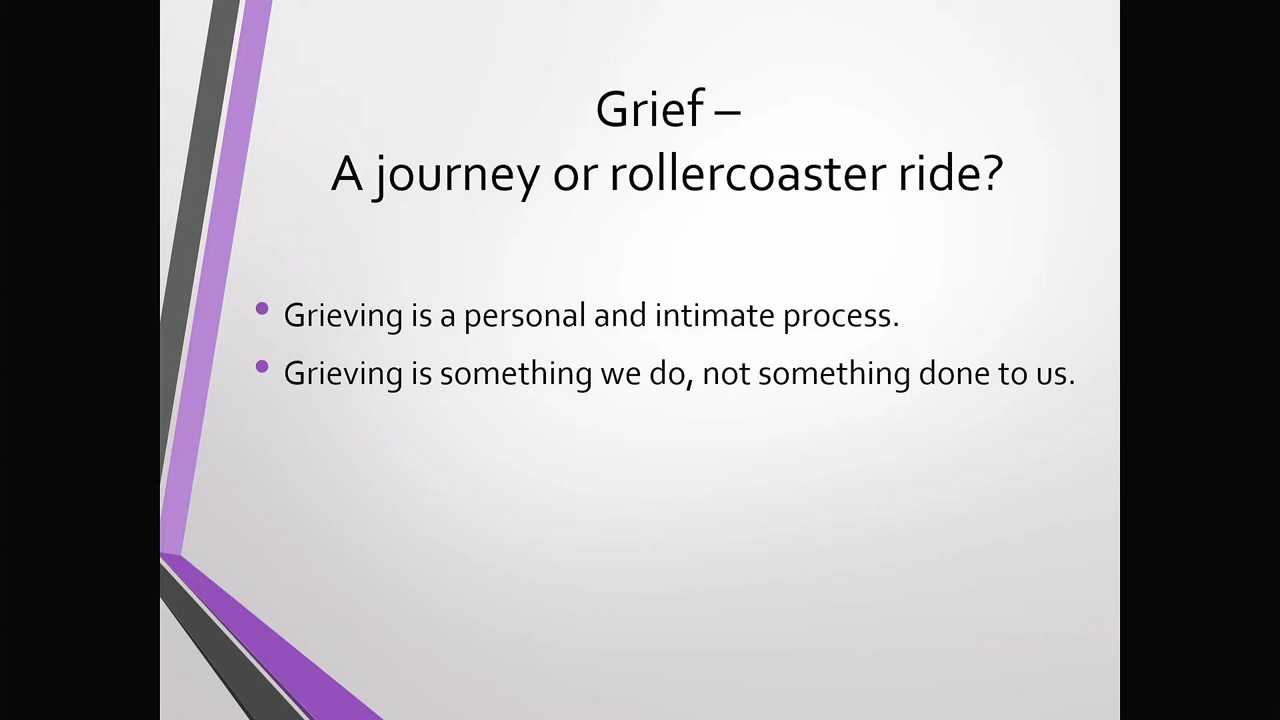 Grief –
A journey or rollercoaster ride?
• Grieving is a personal and intimate process.
• Grieving is something we do, not something done to us.